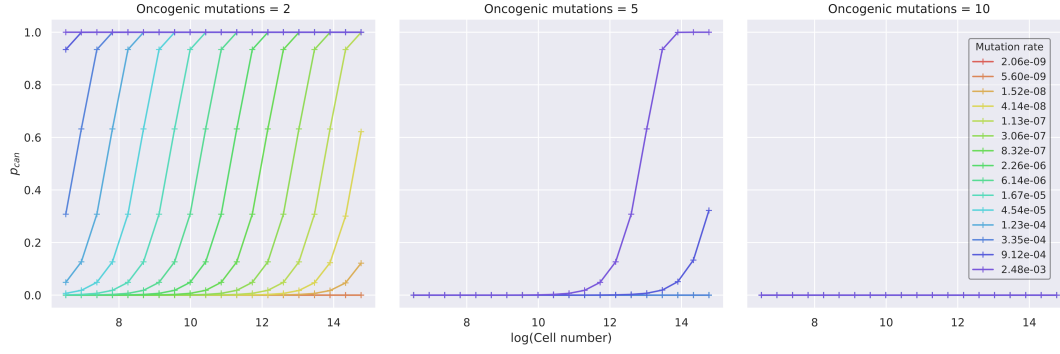 Oncogenic mutations = 2
Oncogenic mutations = 5
Oncogenic mutations = 10
1.0
0.8
0.6
0.4
0.2
0.0
p_can
8 10 12 14
8 10 12 14
8 10 12 14
log(Cell number)
Mutation rate
2.06e-09
5.60e-09
1.52e-08
4.14e-08
1.13e-07
3.06e-07
8.32e-07
2.26e-06
6.14e-06
1.67e-05
4.54e-05
1.23e-04
3.35e-04
9.12e-04
2.48e-03